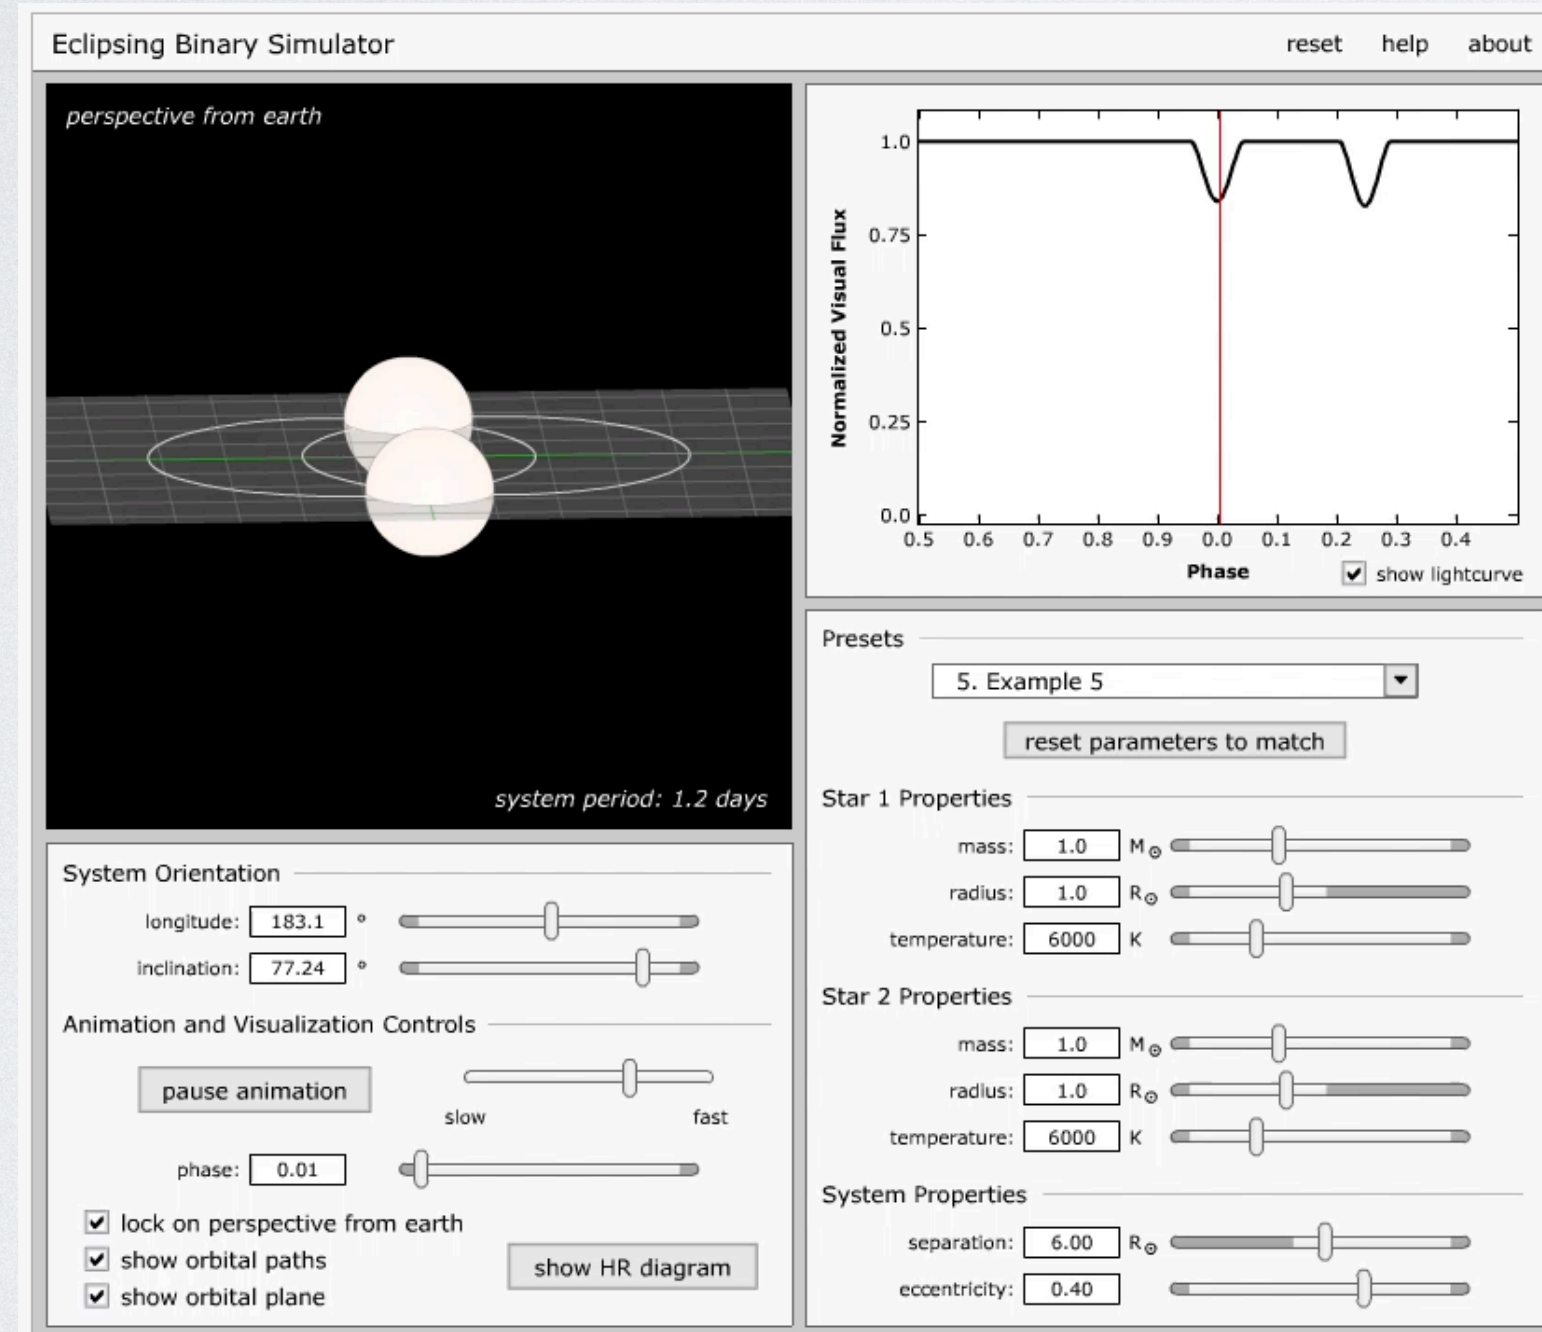 Eclipsing Binary Simulator
reset help about
perspective from earth
system period: 1.2 days
1.0
0.75
0.5
0.25
0.0
Normalized Visual Flux
0.5 0.6 0.7 0.8 0.9 0.0 0.1 0.2 0.3 0.4
Phase
show lightcurve
System Orientation
longitude: 183.1 °
inclination: 77.24 °
Animation and Visualization Controls
pause animation
slow fast
phase: 0.01
lock on perspective from earth
show orbital paths
show orbital plane
show HR diagram
Presets
5. Example 5
reset parameters to match
Star 1 Properties
mass: 1.0 M⊙
radius: 1.0 R⊙
temperature: 6000 K
Star 2 Properties
mass: 1.0 M⊙
radius: 1.0 R⊙
temperature: 6000 K
System Properties
separation: 6.00 R⊙
eccentricity: 0.40